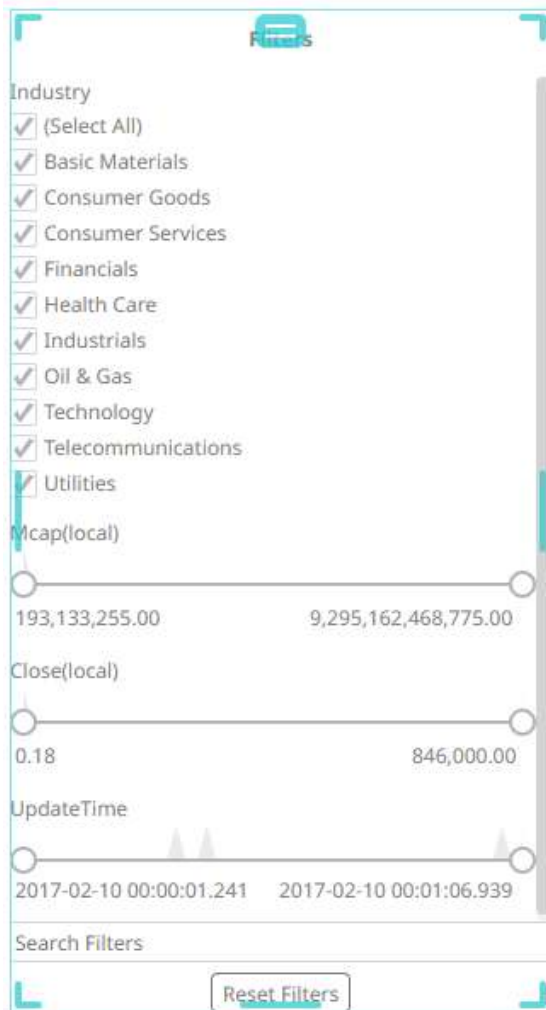 Filters
Industry
(Select All)
Basic Materials
Consumer Goods
Consumer Services
Financials
Health Care
Industrials
Oil & Gas
Technology
Telecommunications
Utilities
Mcap(local)
193,133,255.00 9,295,162,468,775.00
Close(local)
0.18 846,000.00
UpdateTime
2017-02-10 00:00:01.241 2017-02-10 00:01:06.939
Search Filters
Reset Filters